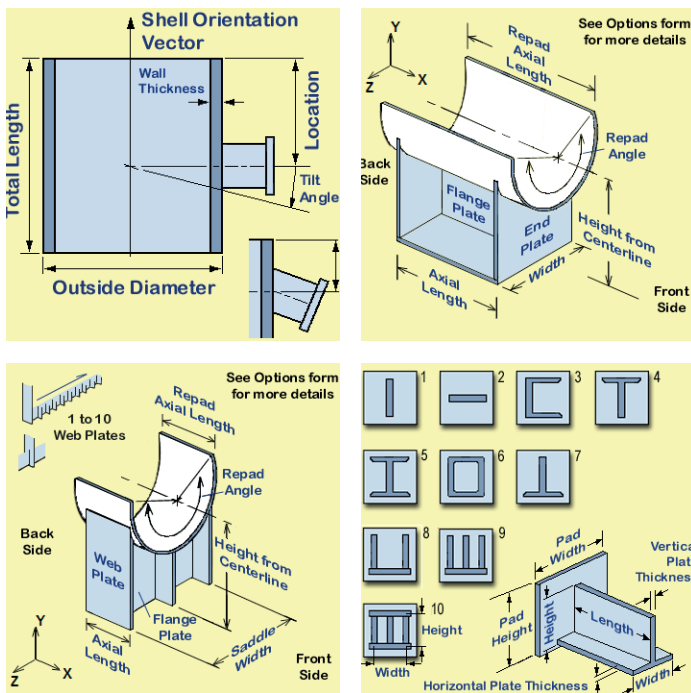 Shell Orientation
Vector
Wall
Thickness
Total Length
Location
Tilt
Angle
Outside Diameter
See Options form
for more details
Repad
Axial
Length
Y
X
Z
Repad
Angle
Back
Side
Flange
Plate
End
Plate
Height from
Centerline
Axial
Length
Width
Front
Side
See Options form
for more details
1 to 10
Web Plates
Repad
Axial Length
Repad
Angle
Back
Side
Web
Plate
Height from
Centerline
Flange
Plate
Axial
Length
Saddle
Width
Y
X
Z
Front
Side
1
2
3
4
5
6
7
8
9
10
Height
Width
Pad
Width
Vertica
Plat
Thickness
Pad
Height
Height
Length
Horizontal Plate Thickness
Width